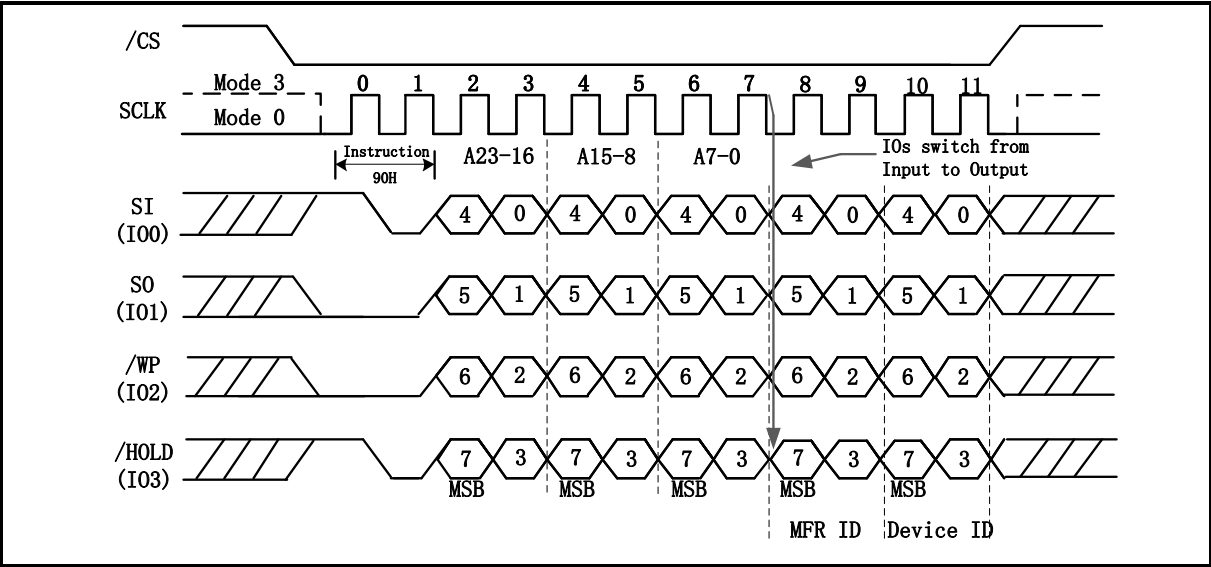 /CS
Mode 3 0 1 2 3 4 5 6 7 8 9 10 11
SCLK
Mode 0
Instruction A23-16 A15-8 A7-0 IOs switch from
90H Input to Output
SI
(IO0) 4 0 4 0 4 0 4 0 4 0
SO
(IO1) 5 1 5 1 5 1 5 1 5 1
/WP
(IO2) 6 2 6 2 6 2 6 2 6 2
/HOLD
(IO3) 7 3 7 3 7 3 7 3 7 3
MSB MSB MSB MSB MSB
MFR ID Device ID